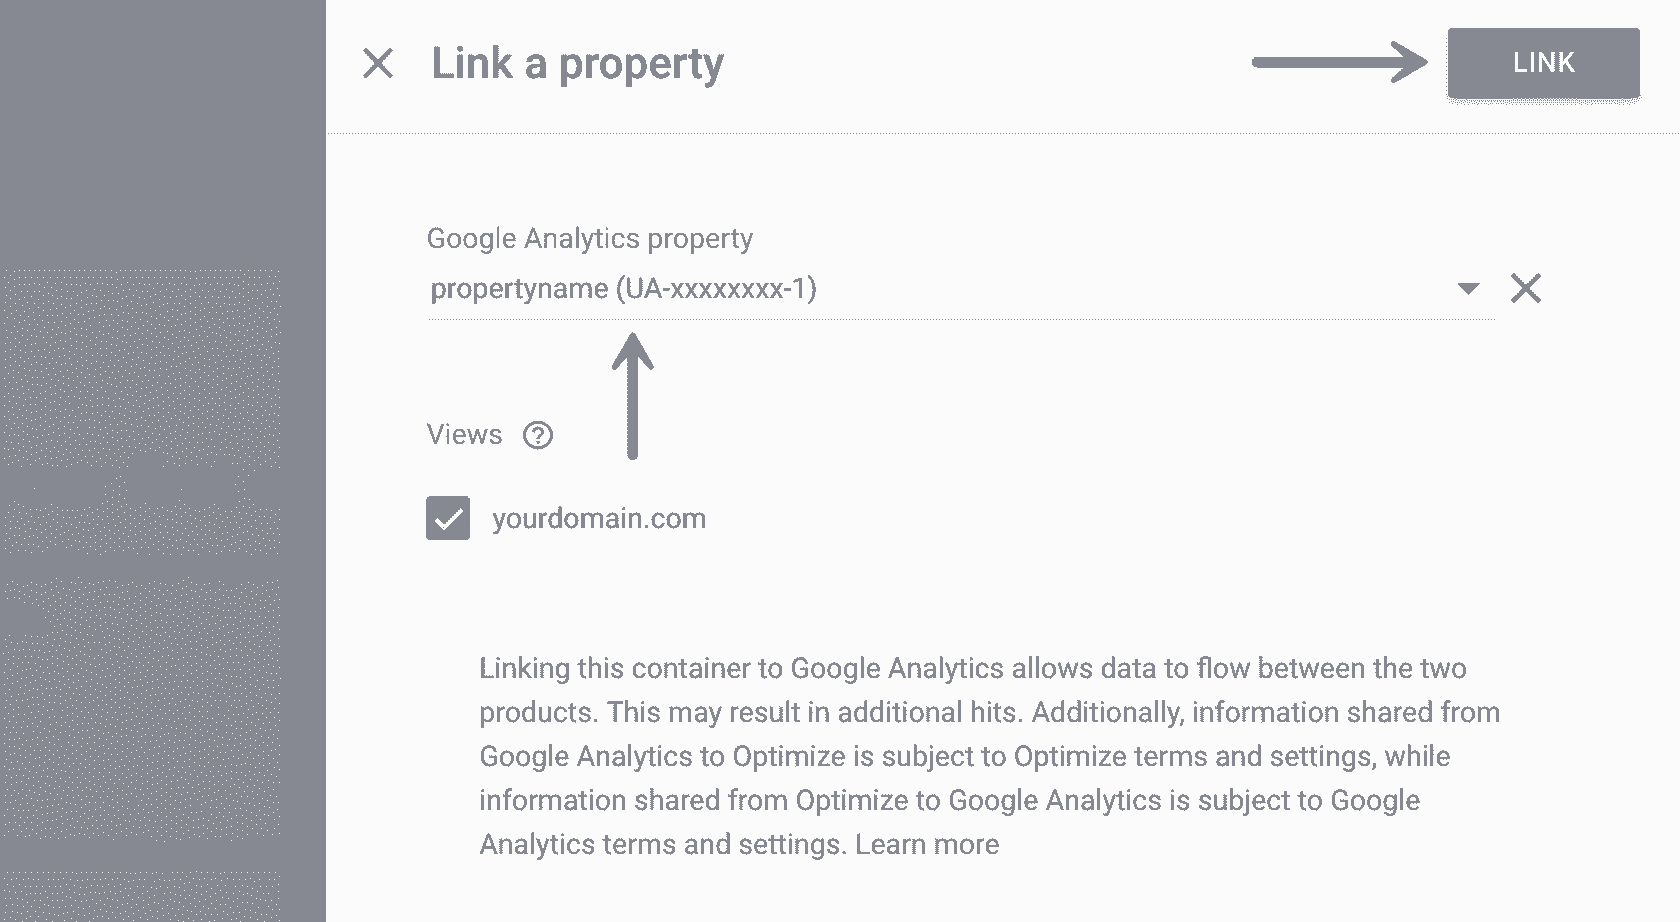 Link a property
LINK
Google Analytics property
propertyname (UA-xxxxxxxx-1)
Views
yourdomain.com
Linking this container to Google Analytics allows data to flow between the two
products. This may result in additional hits. Additionally, information shared from
Google Analytics to Optimize is subject to Optimize terms and settings, while
information shared from Optimize to Google Analytics is subject to Google
Analytics terms and settings. Learn more